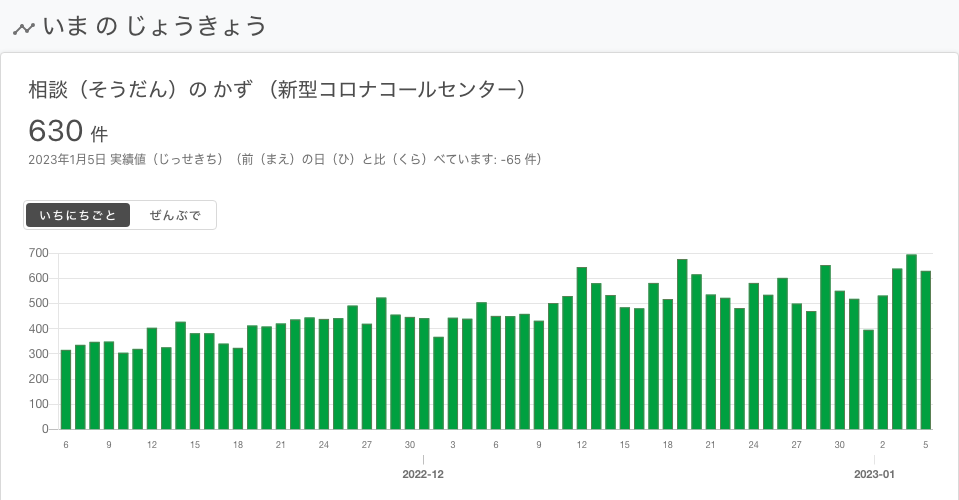 いま の じょうきょう
相談（そうだん）の かず （新型コロナコールセンター）
630 件
2023年1月5日 実績値（じっせきち）（前（まえ）の日（ひ）と比（くら）べています: -65 件）
いちにちごと ぜんぶで
700
600
500
400
300
200
100
0
6 9 12 15 18 21 24 27 30 3 6 9 12 15 18 21 24 27 30 2 5
2022-12 2023-01